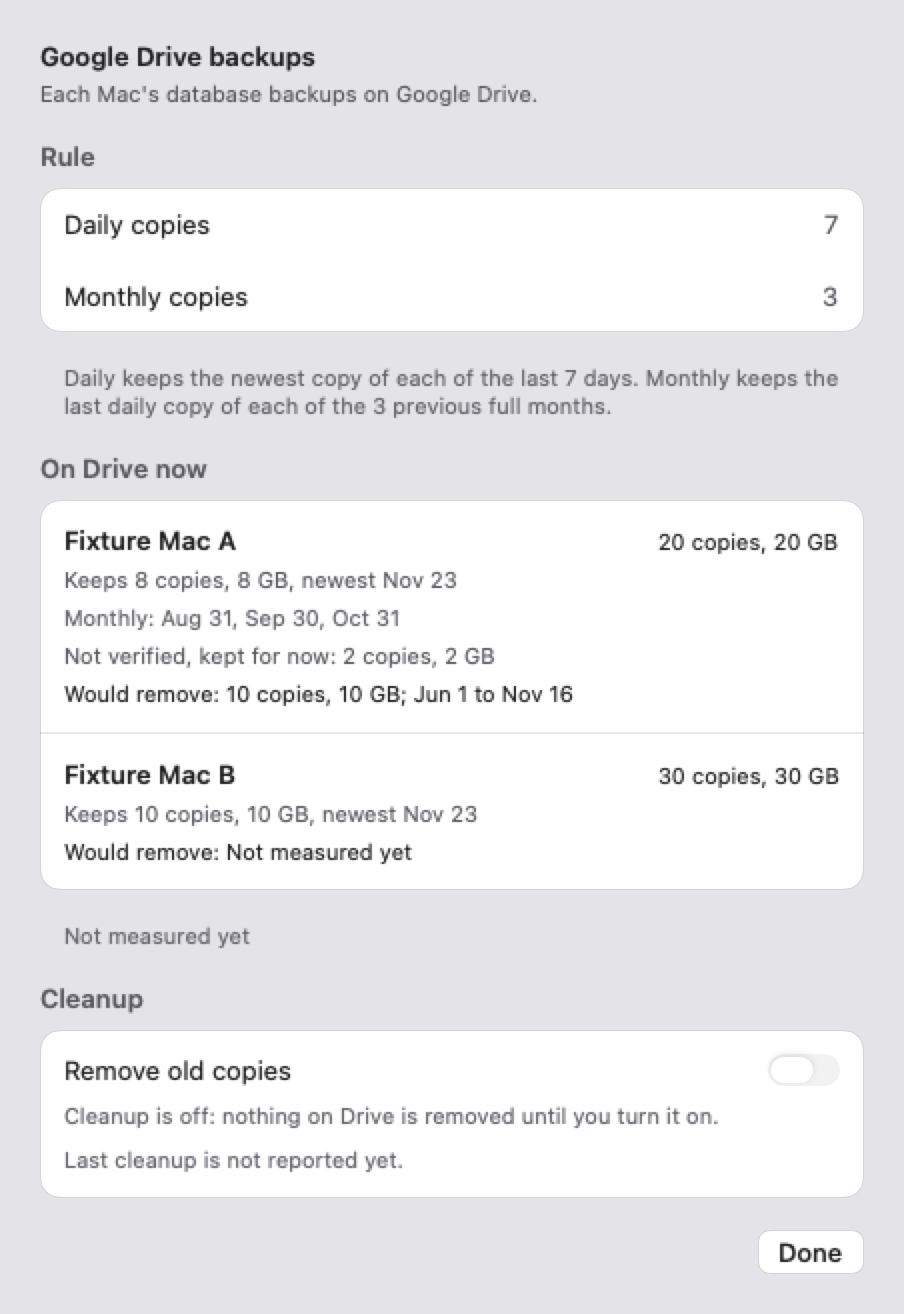 Google Drive backups
Each Mac's database backups on Google Drive.
Rule
Daily copies 7
Monthly copies 3
Daily keeps the newest copy of each of the last 7 days. Monthly keeps the
last daily copy of each of the 3 previous full months.
On Drive now
Fixture Mac A 20 copies, 20 GB
Keeps 8 copies, 8 GB, newest Nov 23
Monthly: Aug 31, Sep 30, Oct 31
Not verified, kept for now: 2 copies, 2 GB
Would remove: 10 copies, 10 GB; Jun 1 to Nov 16
Fixture Mac B 30 copies, 30 GB
Keeps 10 copies, 10 GB, newest Nov 23
Would remove: Not measured yet
Not measured yet
Cleanup
Remove old copies
Cleanup is off: nothing on Drive is removed until you turn it on.
Last cleanup is not reported yet.
Done